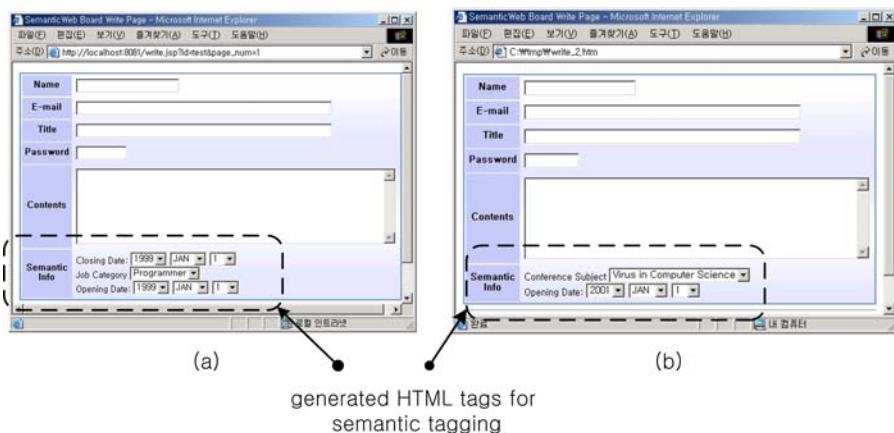 SemanticWeb Board Write Page - Microsoft Internet Explorer
파일(F) 편집(E) 보기(V) 즐겨찾기(A) 도구(T) 도움말(H)
주소(D) http://localhost:8081/write.jsp?id=test&page_num=1 이동
Name
E-mail
Title
Password
Contents
Semantic Info
Closing Date: 1999 JAN 1
Job Category Programmer
Opening Date: 1999 JAN 1
로컬 인트라넷
(a)
SemanticWeb Board Write Page - Microsoft Internet Explorer
파일(F) 편집(E) 보기(V) 즐겨찾기(A) 도구(T) 도움말(H)
주소(D) C:\tmp\write_2.htm 이동
Name
E-mail
Title
Password
Contents
Semantic Info
Conference Subject Virus in Computer Science
Opening Date: 2001 JAN 1
완료 내 컴퓨터
(b)
generated HTML tags for
semantic tagging